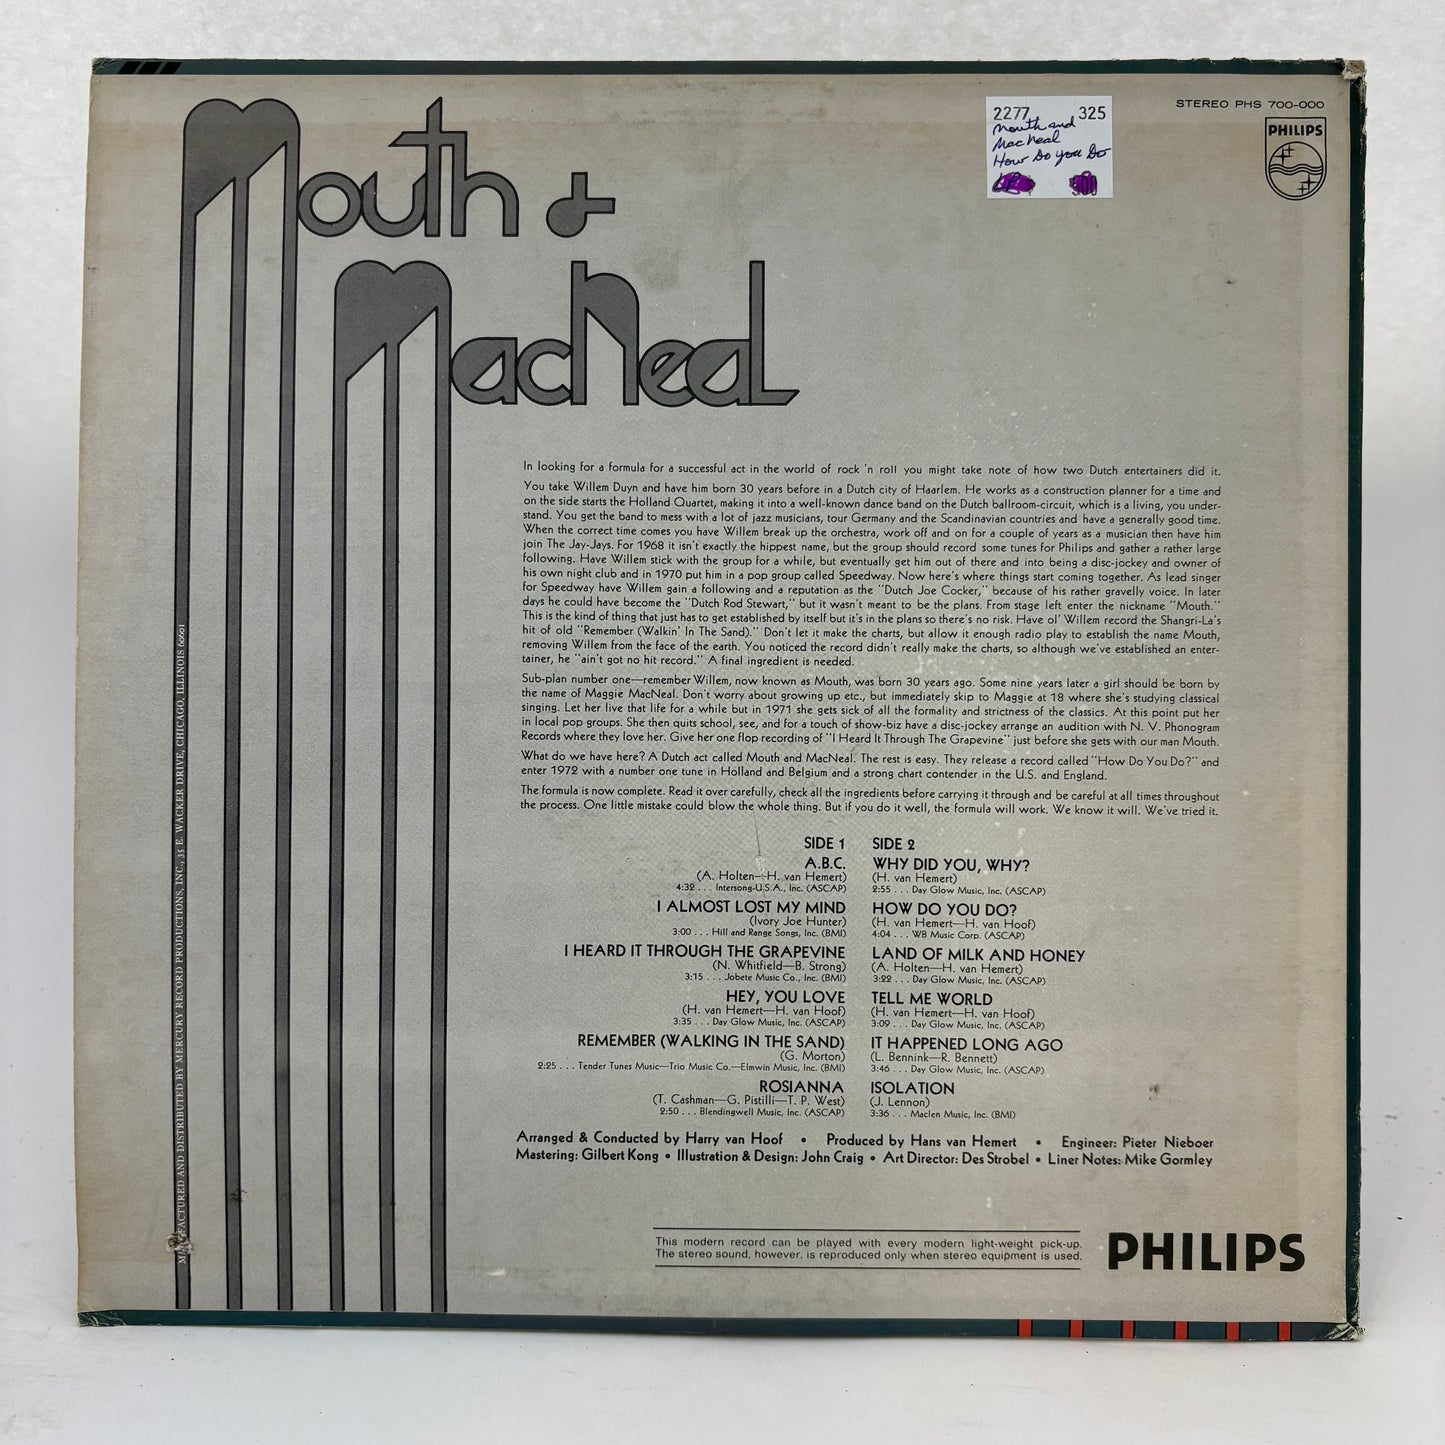 STEREO PHS 700-000
PHILIPS
2277 325
Mouth and
MacNeal
How Do You Do
Mouth +
MacNeal
In looking for a formula for a successful act in the world of rock 'n roll you might take note of how two Dutch entertainers did it.
You take Willem Duyn and have him born 30 years before in a Dutch city of Haarlem. He works as a construction planner for a time and
on the side starts the Holland Quartet, making it into a well-known dance band on the Dutch ballroom-circuit, which is a living, you under-
stand. You get the band to mess with a lot of jazz musicians, tour Germany and the Scandinavian countries and have a generally good time.
When the correct time comes you have Willem break up the orchestra, work off and on for a couple of years as a musician then have him
join The Jay-Jays. For 1968 it isn't exactly the hippest name, but the group should record some tunes for Philips and gather a rather large
following. Have Willem stick with the group for a while, but eventually get him out of there and into being a disc-jockey and owner of
his own night club and in 1970 put him in a pop group called Speedway. Now here's where things start coming together. As lead singer
for Speedway have Willem gain a following and a reputation as the "Dutch Joe Cocker," because of his rather gravelly voice. In later
days he could have become the "Dutch Rod Stewart," but it wasn't meant to be the plans. From stage left enter the nickname "Mouth."
This is the kind of thing that just has to get established by itself but it's in the plans so there's no risk. Have ol' Willem record the Shangri-La's
hit of old "Remember (Walkin' In The Sand)." Don't let it make the charts, but allow it enough radio play to establish the name Mouth,
removing Willem from the face of the earth. You noticed the record didn't really make the charts, so although we've established an enter-
tainer, he "ain't got no hit record." A final ingredient is needed.
Sub-plan number one—remember Willem, now known as Mouth, was born 30 years ago. Some nine years later a girl should be born by
the name of Maggie MacNeal. Don't worry about growing up etc., but immediately skip to Maggie at 18 where she's studying classical
singing. Let her live that life for a while but in 1971 she gets sick of all the formality and strictness of the classics. At this point put her
in local pop groups. She then quits school, see, and for a touch of show-biz have a disc-jockey arrange an audition with N. V. Phonogram
Records where they love her. Give her one flop recording of "I Heard It Through The Grapevine" just before she gets with our man Mouth.
What do we have here? A Dutch act called Mouth and MacNeal. The rest is easy. They release a record called "How Do You Do?" and
enter 1972 with a number one tune in Holland and Belgium and a strong chart contender in the U.S. and England.
The formula is now complete. Read it over carefully, check all the ingredients before carrying it through and be careful at all times throughout
the process. One little mistake could blow the whole thing. But if you do it well, the formula will work. We know it will. We've tried it.
SIDE 1
A.B.C.
(A. Holten—H. van Hemert)
4:32 . . . Intersong-U.S.A., Inc. (ASCAP)
I ALMOST LOST MY MIND
(Ivory Joe Hunter)
3:00 . . . Hill and Range Songs, Inc. (BMI)
I HEARD IT THROUGH THE GRAPEVINE
(N. Whitfield—B. Strong)
3:15 . . . Jobete Music Co., Inc. (BMI)
HEY, YOU LOVE
(H. van Hemert—H. van Hoof)
3:35 . . . Day Glow Music, Inc. (ASCAP)
REMEMBER (WALKING IN THE SAND)
(G. Morton)
2:25 . . . Tender Tunes Music—Trio Music Co.—Elmwin Music, Inc. (BMI)
ROSIANNA
(T. Cashman—G. Pistilli—T. P. West)
2:50 . . . Blendingwell Music, Inc. (ASCAP)
SIDE 2
WHY DID YOU, WHY?
(H. van Hemert)
2:55 . . . Day Glow Music, Inc. (ASCAP)
HOW DO YOU DO?
(H. van Hemert—H. van Hoof)
4:04 . . . WB Music Corp. (ASCAP)
LAND OF MILK AND HONEY
(A. Holten—H. van Hemert)
3:22 . . . Day Glow Music, Inc. (ASCAP)
TELL ME WORLD
(H. van Hemert—H. van Hoof)
3:09 . . . Day Glow Music, Inc. (ASCAP)
IT HAPPENED LONG AGO
(L. Bennink—R. Bennett)
3:46 . . . Day Glow Music, Inc. (ASCAP)
ISOLATION
(J. Lennon)
3:36 . . . Maclen Music, Inc. (BMI)
Arranged & Conducted by Harry van Hoof • Produced by Hans van Hemert • Engineer: Pieter Nieboer
Mastering: Gilbert Kong • Illustration & Design: John Craig • Art Director: Des Strobel • Liner Notes: Mike Gormley
This modern record can be played with every modern light-weight pick-up.
The stereo sound, however, is reproduced only when stereo equipment is used.
PHILIPS
MANUFACTURED AND DISTRIBUTED BY MERCURY RECORD PRODUCTIONS, INC., 35 E. WACKER DRIVE, CHICAGO, ILLINOIS 60601